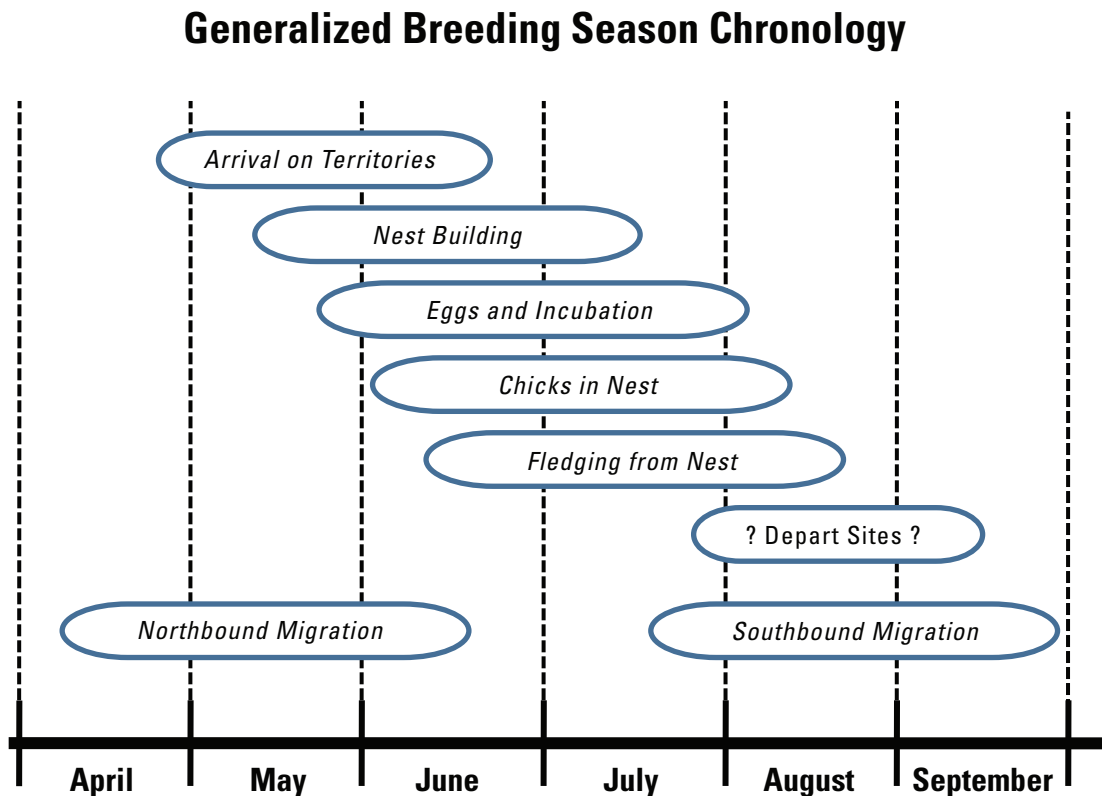 Generalized Breeding Season Chronology
Arrival on Territories
Nest Building
Eggs and Incubation
Chicks in Nest
Fledging from Nest
? Depart Sites ?
Northbound Migration
Southbound Migration
April
May
June
July
August
September